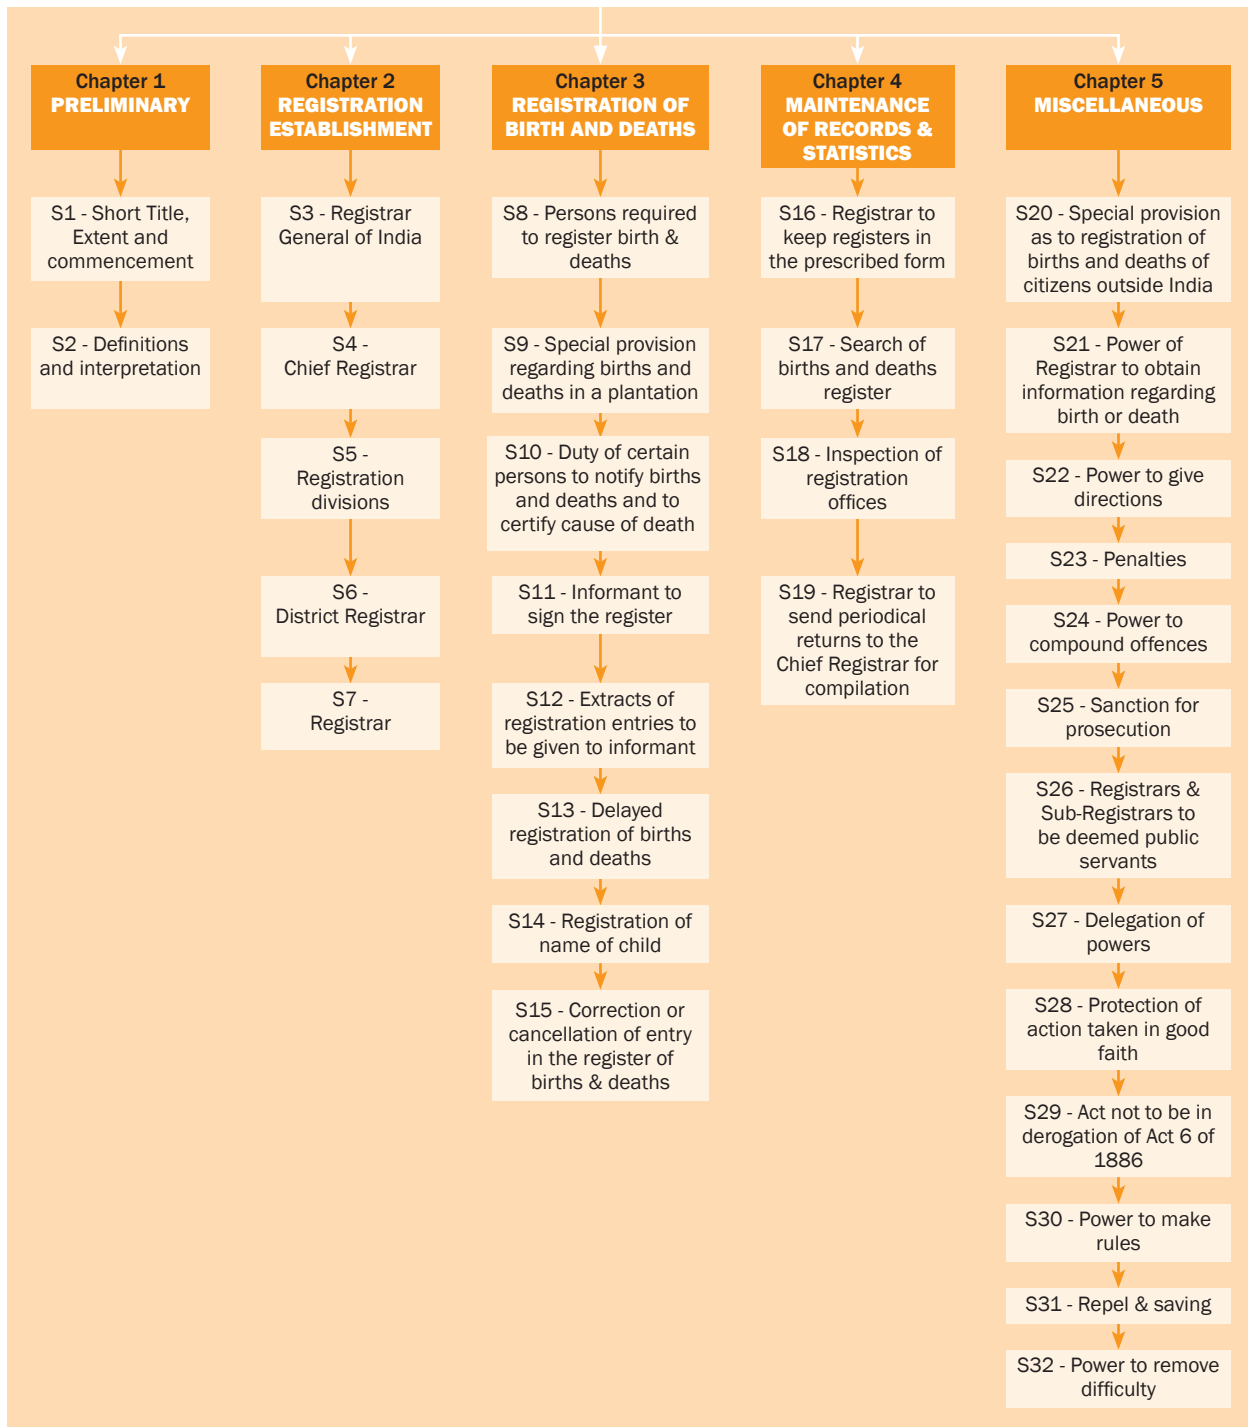 Chapter 1
PRELIMINARY
S1 - Short Title,
Extent and
commencement
S2 - Definitions
and interpretation
Chapter 2
REGISTRATION
ESTABLISHMENT
S3 - Registrar
General of India
S4 -
Chief Registrar
S5 -
Registration
divisions
S6 -
District Registrar
S7 -
Registrar
Chapter 3
REGISTRATION OF
BIRTH AND DEATHS
S8 - Persons required
to register birth &
deaths
S9 - Special provision
regarding births and
deaths in a plantation
S10 - Duty of certain
persons to notify births
and deaths and to
certify cause of death
S11 - Informant to
sign the register
S12 - Extracts of
registration entries to
be given to informant
S13 - Delayed
registration of births
and deaths
S14 - Registration of
name of child
S15 - Correction or
cancellation of entry
in the register of
births & deaths
Chapter 4
MAINTENANCE
OF RECORDS &
STATISTICS
S16 - Registrar to
keep registers in
the prescribed form
S17 - Search of
births and deaths
register
S18 - Inspection of
registration
offices
S19 - Registrar to
send periodical
returns to the
Chief Registrar for
compilation
Chapter 5
MISCELLANEOUS
S20 - Special provision
as to registration of
births and deaths of
citizens outside India
S21 - Power of
Registrar to obtain
information regarding
birth or death
S22 - Power to give
directions
S23 - Penalties
S24 - Power to
compound offences
S25 - Sanction for
prosecution
S26 - Registrars &
Sub-Registrars to
be deemed public
servants
S27 - Delegation of
powers
S28 - Protection of
action taken in good
faith
S29 - Act not to be in
derogation of Act 6 of
1886
S30 - Power to make
rules
S31 - Repel & saving
S32 - Power to remove
difficulty